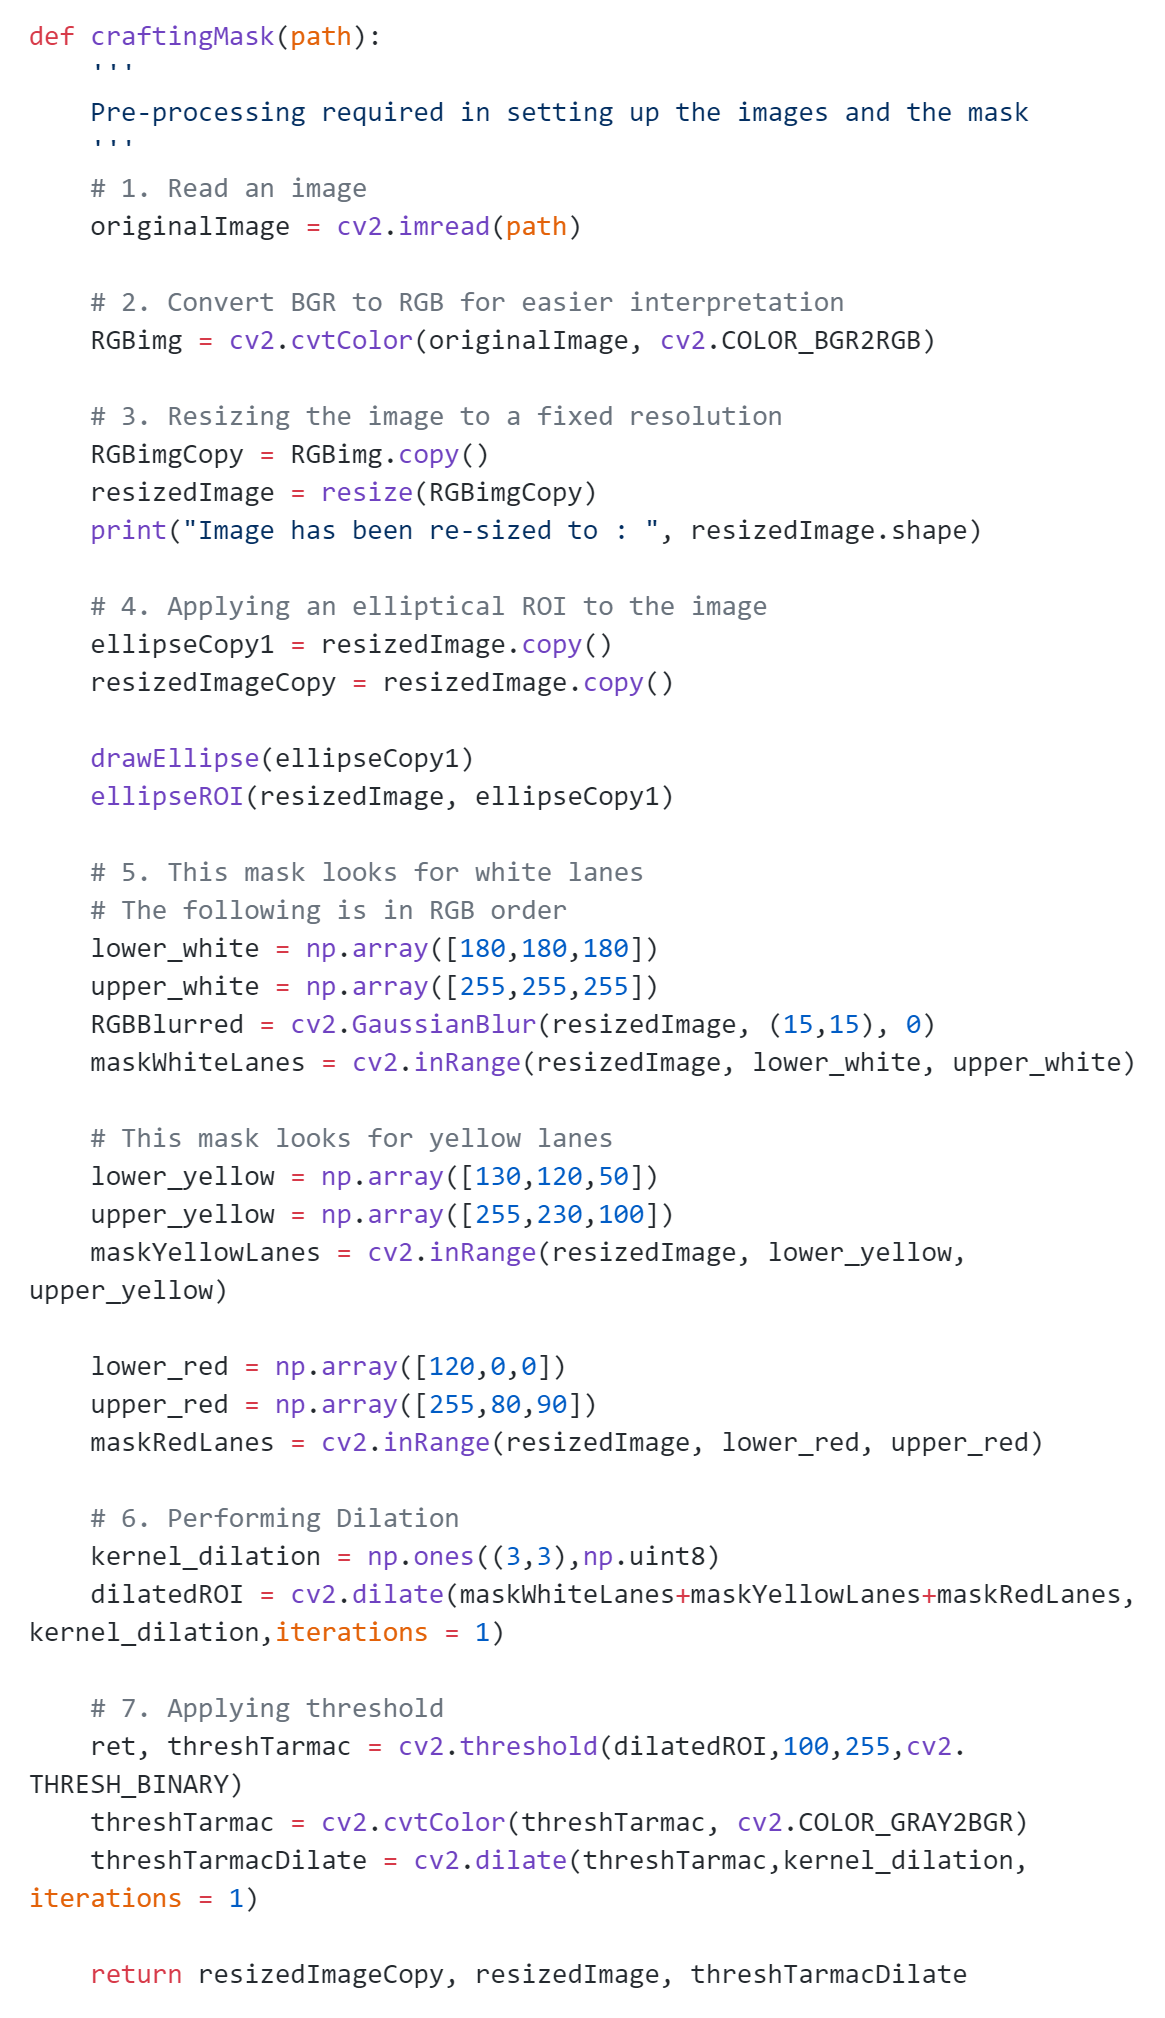 def craftingMask(path):
    '''
    Pre-processing required in setting up the images and the mask
    '''
    # 1. Read an image
    originalImage = cv2.imread(path)

    # 2. Convert BGR to RGB for easier interpretation
    RGBimg = cv2.cvtColor(originalImage, cv2.COLOR_BGR2RGB)

    # 3. Resizing the image to a fixed resolution
    RGBimgCopy = RGBimg.copy()
    resizedImage = resize(RGBimgCopy)
    print("Image has been re-sized to : ", resizedImage.shape)

    # 4. Applying an elliptical ROI to the image
    ellipseCopy1 = resizedImage.copy()
    resizedImageCopy = resizedImage.copy()

    drawEllipse(ellipseCopy1)
    ellipseROI(resizedImage, ellipseCopy1)

    # 5. This mask looks for white lanes
    # The following is in RGB order
    lower_white = np.array([180,180,180])
    upper_white = np.array([255,255,255])
    RGBBlurred = cv2.GaussianBlur(resizedImage, (15,15), 0)
    maskWhiteLanes = cv2.inRange(resizedImage, lower_white, upper_white)

    # This mask looks for yellow lanes
    lower_yellow = np.array([130,120,50])
    upper_yellow = np.array([255,230,100])
    maskYellowLanes = cv2.inRange(resizedImage, lower_yellow,
upper_yellow)

    lower_red = np.array([120,0,0])
    upper_red = np.array([255,80,90])
    maskRedLanes = cv2.inRange(resizedImage, lower_red, upper_red)

    # 6. Performing Dilation
    kernel_dilation = np.ones((3,3),np.uint8)
    dilatedROI = cv2.dilate(maskWhiteLanes+maskYellowLanes+maskRedLanes,
kernel_dilation,iterations = 1)

    # 7. Applying threshold
    ret, threshTarmac = cv2.threshold(dilatedROI,100,255,cv2.
THRESH_BINARY)
    threshTarmac = cv2.cvtColor(threshTarmac, cv2.COLOR_GRAY2BGR)
    threshTarmacDilate = cv2.dilate(threshTarmac,kernel_dilation,
iterations = 1)

    return resizedImageCopy, resizedImage, threshTarmacDilate